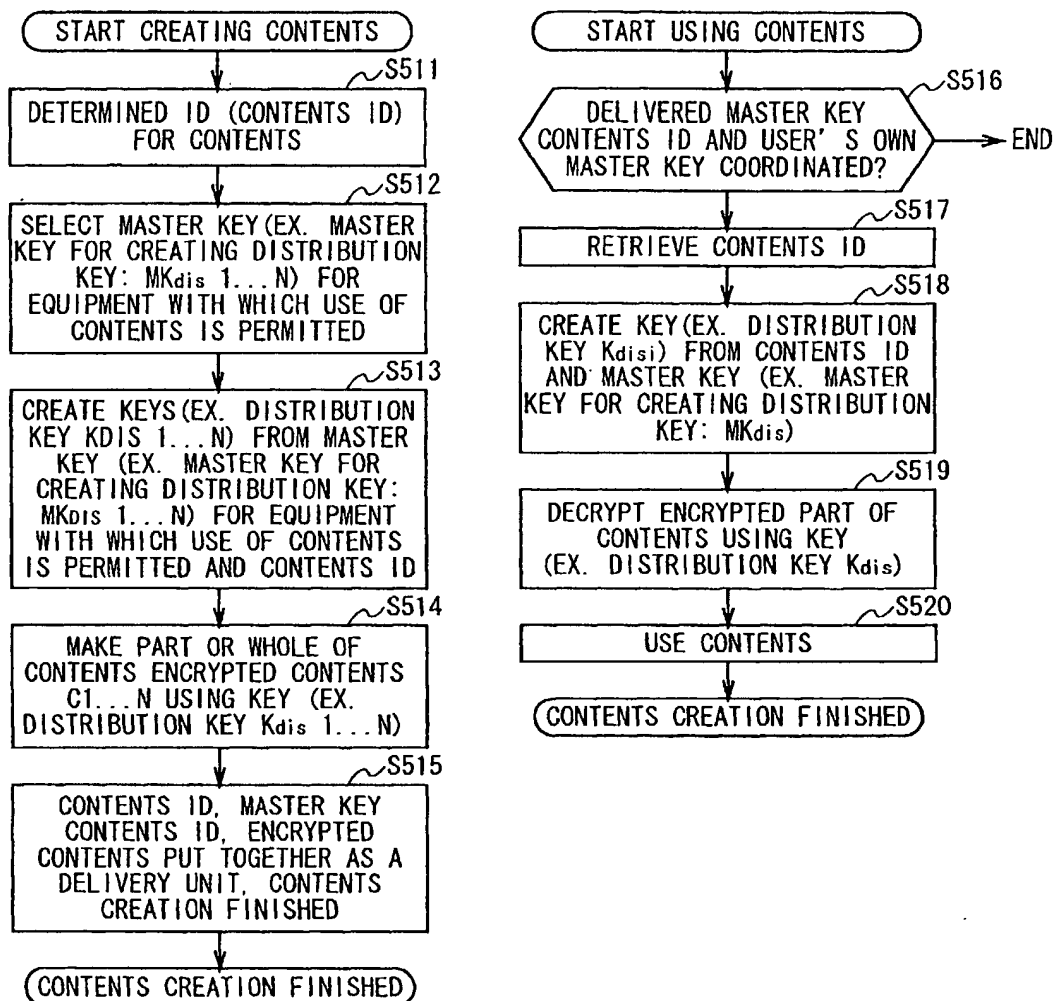 START CREATING CONTENTS
S511
DETERMINED ID (CONTENTS ID)
FOR CONTENTS
S512
SELECT MASTER KEY(EX. MASTER
KEY FOR CREATING DISTRIBUTION
KEY: MKdis 1...N) FOR
EQUIPMENT WITH WHICH USE OF
CONTENTS IS PERMITTED
S513
CREATE KEYS(EX. DISTRIBUTION
KEY KDIS 1...N) FROM MASTER
KEY (EX. MASTER KEY FOR
CREATING DISTRIBUTION KEY:
MKDIS 1...N) FOR EQUIPMENT
WITH WHICH USE OF CONTENTS
IS PERMITTED AND CONTENTS ID
S514
MAKE PART OR WHOLE OF
CONTENTS ENCRYPTED CONTENTS
C1...N USING KEY (EX.
DISTRIBUTION KEY Kdis 1...N)
S515
CONTENTS ID, MASTER KEY
CONTENTS ID, ENCRYPTED
CONTENTS PUT TOGETHER AS A
DELIVERY UNIT, CONTENTS
CREATION FINISHED
CONTENTS CREATION FINISHED
START USING CONTENTS
S516
DELIVERED MASTER KEY
CONTENTS ID AND USER'S OWN
MASTER KEY COORDINATED?
END
S517
RETRIEVE CONTENTS ID
S518
CREATE KEY(EX. DISTRIBUTION
KEY Kdisi) FROM CONTENTS ID
AND MASTER KEY (EX. MASTER
KEY FOR CREATING DISTRIBUTION
KEY: MKdis)
S519
DECRYPT ENCRYPTED PART OF
CONTENTS USING KEY
(EX. DISTRIBUTION KEY Kdis)
S520
USE CONTENTS
CONTENTS CREATION FINISHED